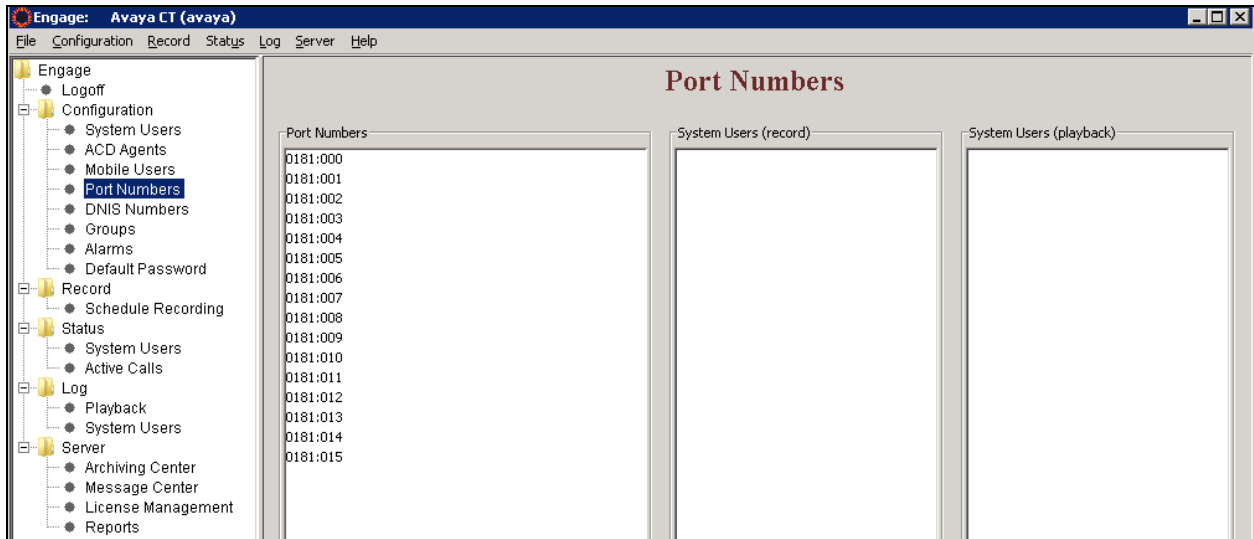 Engage: Avaya CT (avaya)
File Configuration Record Status Log Server Help
Engage
Logoff
Configuration
System Users
ACD Agents
Mobile Users
Port Numbers
DNIS Numbers
Groups
Alarms
Default Password
Record
Schedule Recording
Status
System Users
Active Calls
Log
Playback
System Users
Server
Archiving Center
Message Center
License Management
Reports
Port Numbers
Port Numbers
0181:000
0181:001
0181:002
0181:003
0181:004
0181:005
0181:006
0181:007
0181:008
0181:009
0181:010
0181:011
0181:012
0181:013
0181:014
0181:015
System Users (record)
System Users (playback)